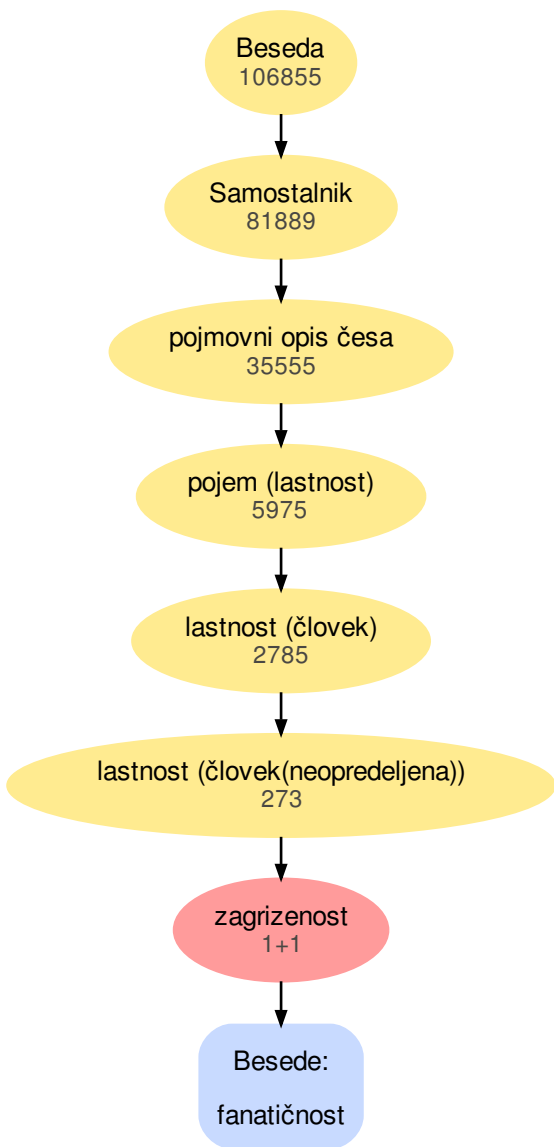 Beseda
106855
Samostalnik
81889
pojmovni opis česa
35555
pojem (lastnost)
5975
lastnost (človek)
2785
lastnost (človek(neopredeljena))
273
zagrizenost
1+1
Besede:
fanatičnost